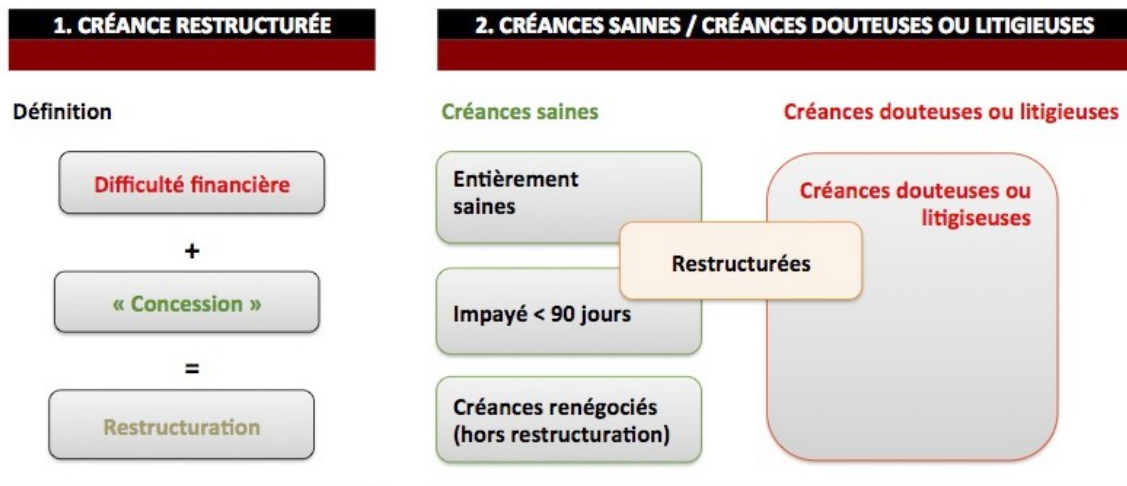 1. CRÉANCE RESTRUCTURÉE
Définition
Difficulté financière
+
« Concession »
=
Restructuration
2. CRÉANCES SAINES / CRÉANCES DOUTEUSES OU LITIGIEUSES
Créances saines
Entièrement
saines
Impayé < 90 jours
Créances renégociés
(hors restructuration)
Restructurées
Créances douteuses ou litigieuses
Créances douteuses ou
litigiseuses